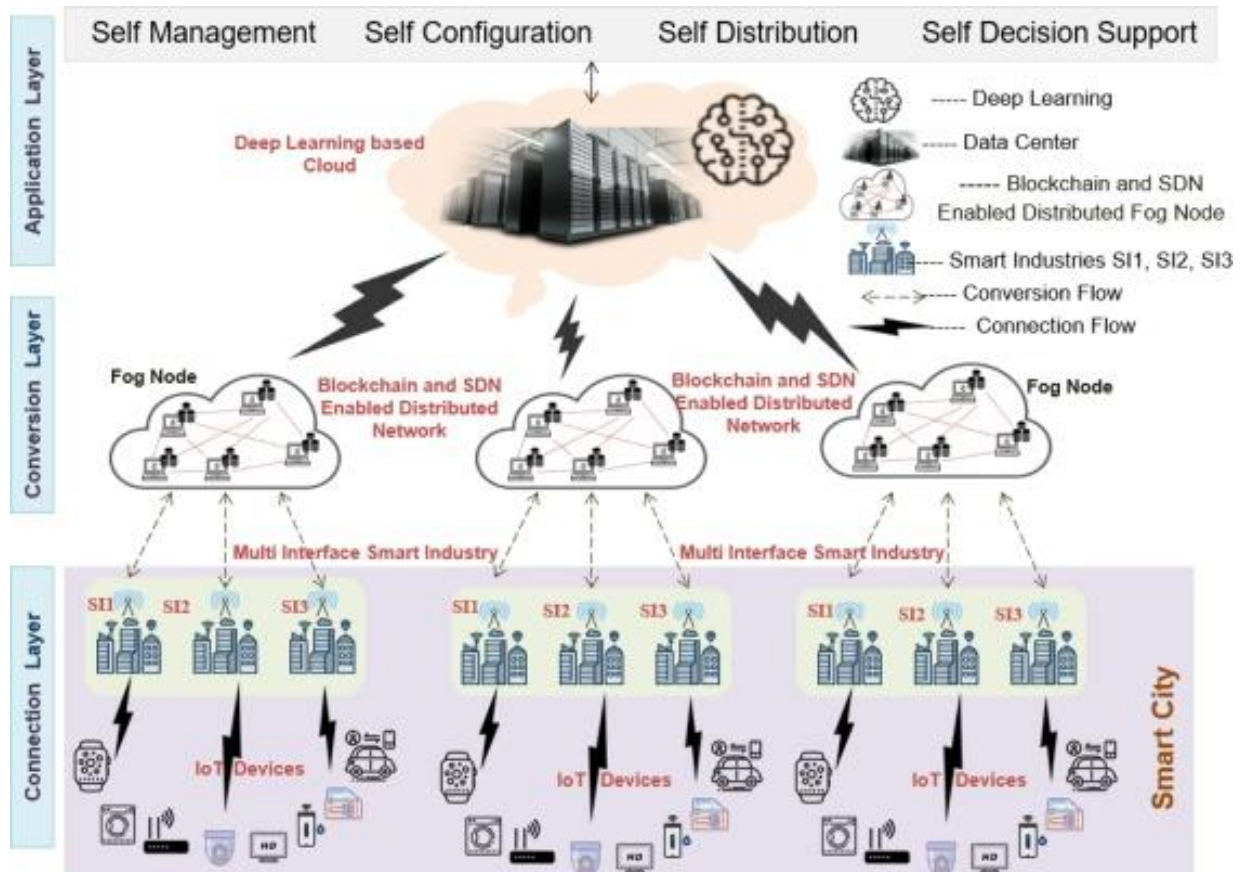 Self Management Self Configuration Self Distribution Self Decision Support
Application Layer
Deep Learning based
Cloud
Deep Learning
Data Center
Blockchain and SDN
Enabled Distributed Fog Node
Smart Industries SI1, SI2, SI3
Conversion Flow
Connection Flow
Conversion Layer
Fog Node
Blockchain and SDN
Enabled Distributed
Network
Blockchain and SDN
Enabled Distributed
Network
Fog Node
Multi Interface Smart Industry
Multi Interface Smart Industry
Connection Layer
SI1 SI2 SI3
SI1 SI2 SI3
SI1 SI2 SI3
IoT Devices
IoT Devices
IoT Devices
HD
HD
HD
Smart City